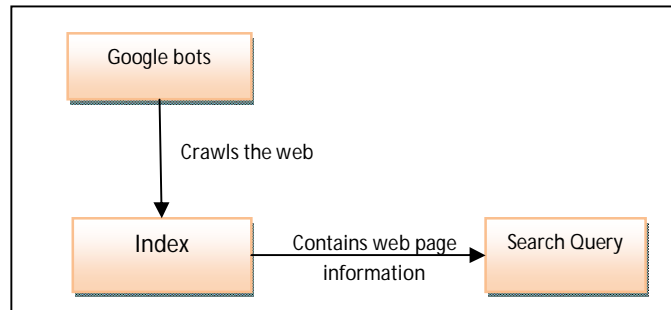 Google bots
Crawls the web
Index
Contains web page
information
Search Query